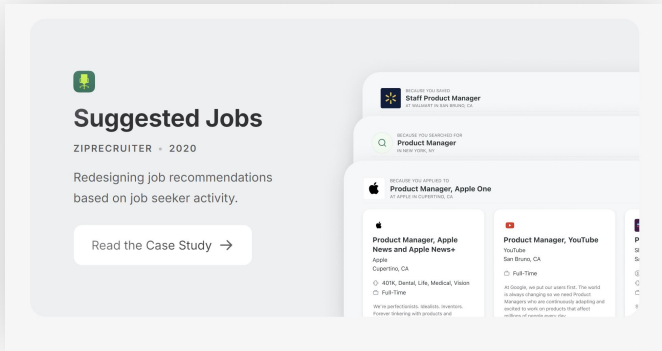 Suggested Jobs
ZIPRECRUITER • 2020
Redesigning job recommendations
based on job seeker activity.
Read the Case Study →
BECAUSE YOU SAVED
Staff Product Manager
AT WALMART IN SAN BRUNO, CA
BECAUSE YOU SEARCHED FOR
Product Manager
IN NEW YORK, NY
BECAUSE YOU APPLIED TO
Product Manager, Apple One
AT APPLE IN CUPERTINO, CA
Product Manager, Apple
News and Apple News+
Apple
Cupertino, CA
401K, Dental, Life, Medical, Vision
Full-Time
We're perfectionists. Idealists. Inventors.
Forever tinkering with products and
Product Manager, YouTube
YouTube
San Bruno, CA
Full-Time
At Google, we put our users first. The world
is always changing so we need Product
Managers who are continuously adapting and
excited to work on products that affect
millions of people every day.